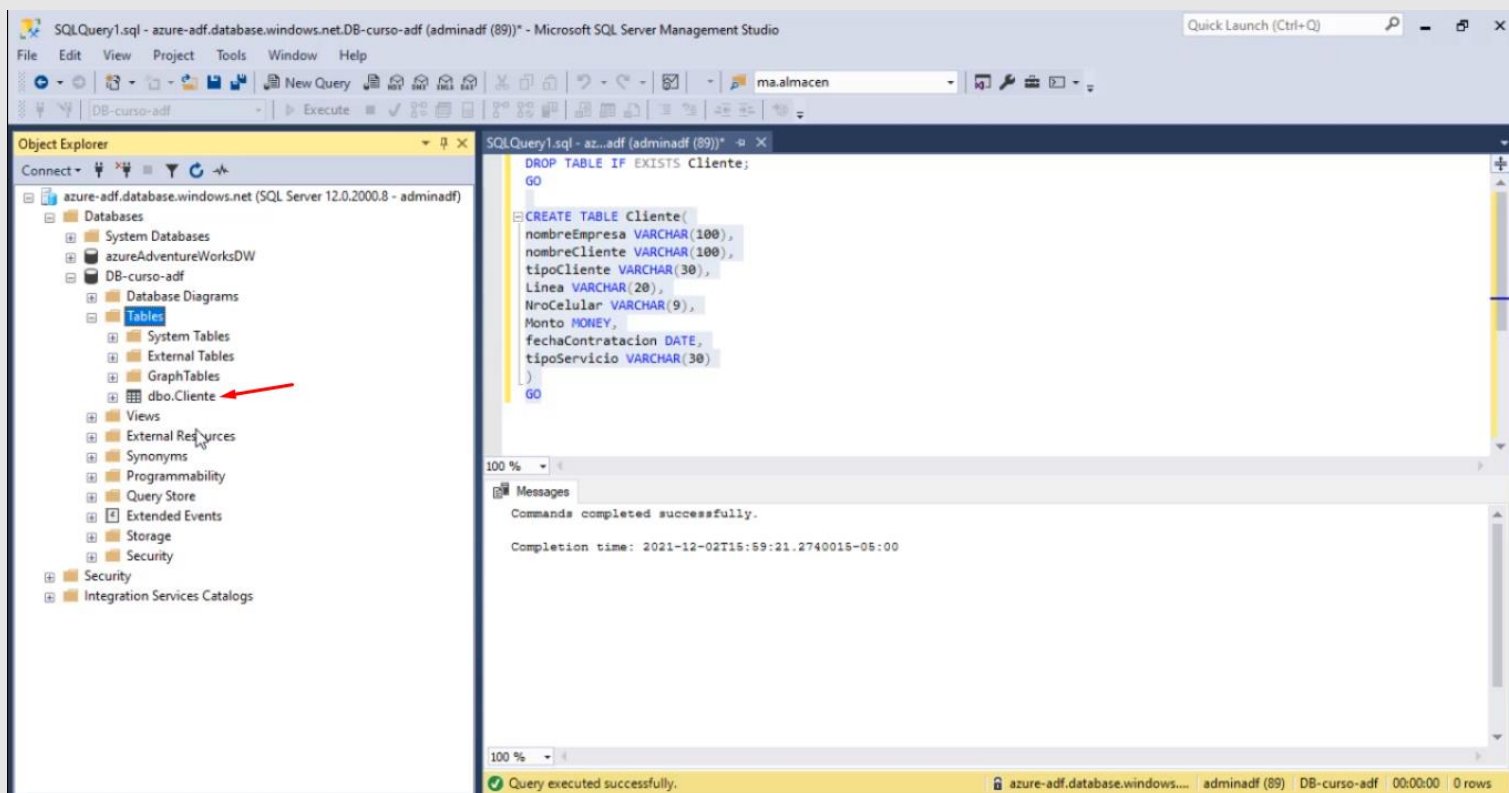 SQLQuery1.sql - azure-adf.database.windows.net.DB-curso-adf (adminadf (89))* - Microsoft SQL Server Management Studio
Quick Launch (Ctrl+Q)
File Edit View Project Tools Window Help
New Query
ma.almacen
DB-curso-adf
Execute
Object Explorer
Connect
azure-adf.database.windows.net (SQL Server 12.0.2000.8 - adminadf)
Databases
System Databases
azureAdventureWorksDW
DB-curso-adf
Database Diagrams
Tables
System Tables
External Tables
GraphTables
dbo.Cliente
Views
External Resources
Synonyms
Programmability
Query Store
Extended Events
Storage
Security
Security
Integration Services Catalogs
SQLQuery1.sql - az...adf (adminadf (89))*
DROP TABLE IF EXISTS Cliente;
GO
CREATE TABLE Cliente(
nombreEmpresa VARCHAR(100),
nombreCliente VARCHAR(100),
tipoCliente VARCHAR(30),
Linea VARCHAR(20),
NroCelular VARCHAR(9),
Monto MONEY,
fechaContratacion DATE,
tipoServicio VARCHAR(30)
)
GO
100 %
Messages
Commands completed successfully.
Completion time: 2021-12-02T15:59:21.2740015-05:00
100 %
Query executed successfully.
azure-adf.database.windows.... adminadf (89) DB-curso-adf 00:00:00 0 rows